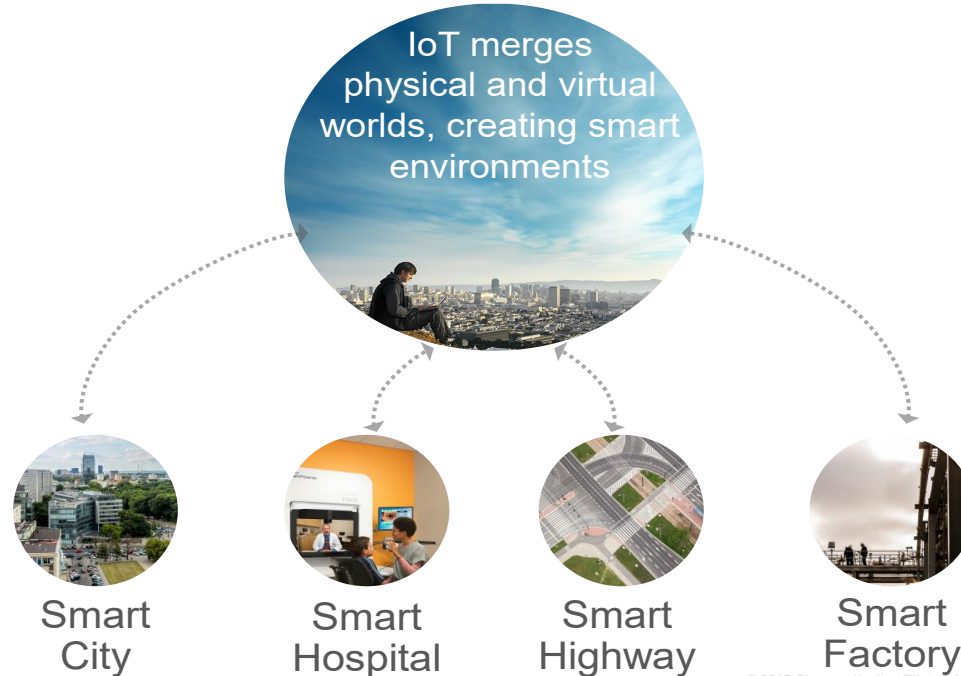 IoT merges
physical and virtual
worlds, creating smart
environments
Smart
City
Smart
Hospital
Smart
Highway
Smart
Factory